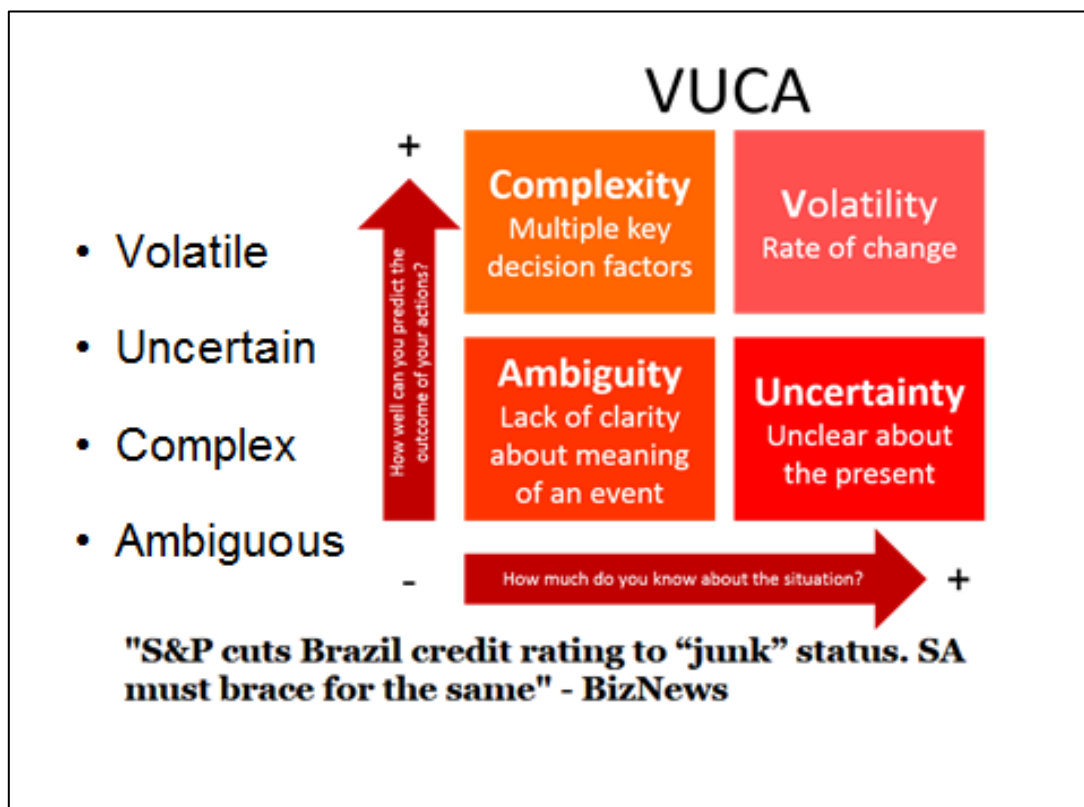 VUCA
• Volatile
• Uncertain
• Complex
• Ambiguous
+
How well can you predict the
outcome of your actions?
Complexity
Multiple key
decision factors
Volatility
Rate of change
Ambiguity
Lack of clarity
about meaning
of an event
Uncertainty
Unclear about
the present
-
How much do you know about the situation?
+
"S&P cuts Brazil credit rating to “junk” status. SA
must brace for the same" - BizNews